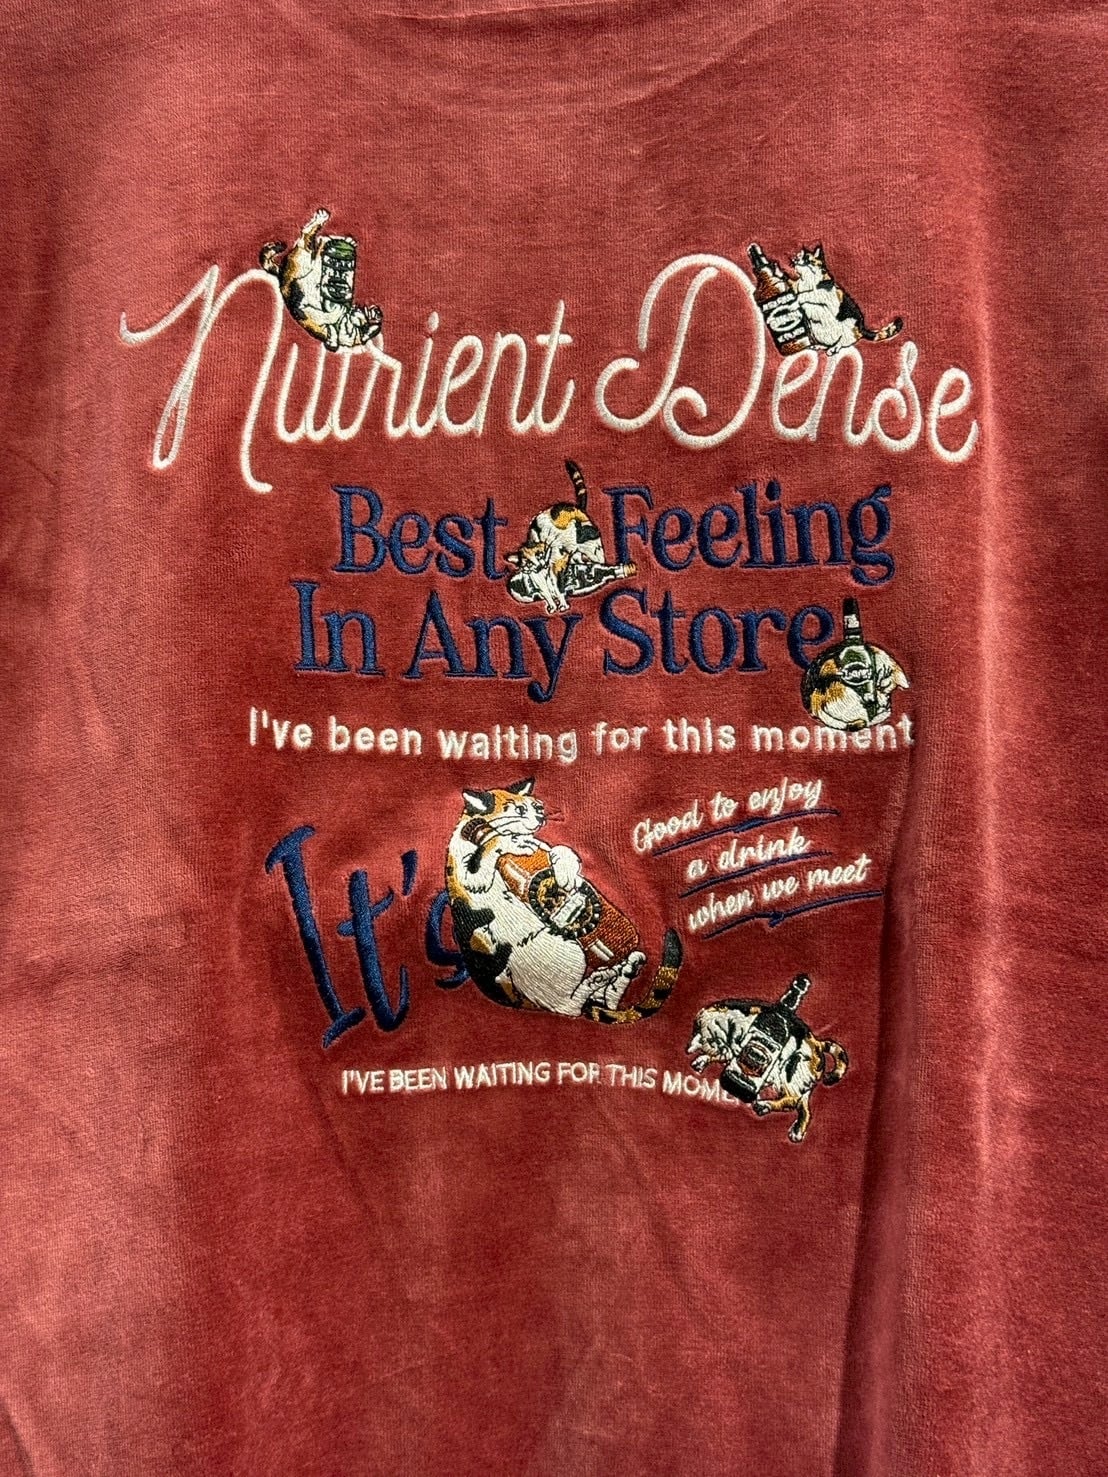 Nutrient Dense
Best Feeling
In Any Store
I've been waiting for this moment
Good to enjoy
a drink
when we meet
It's
I'VE BEEN WAITING FOR THIS